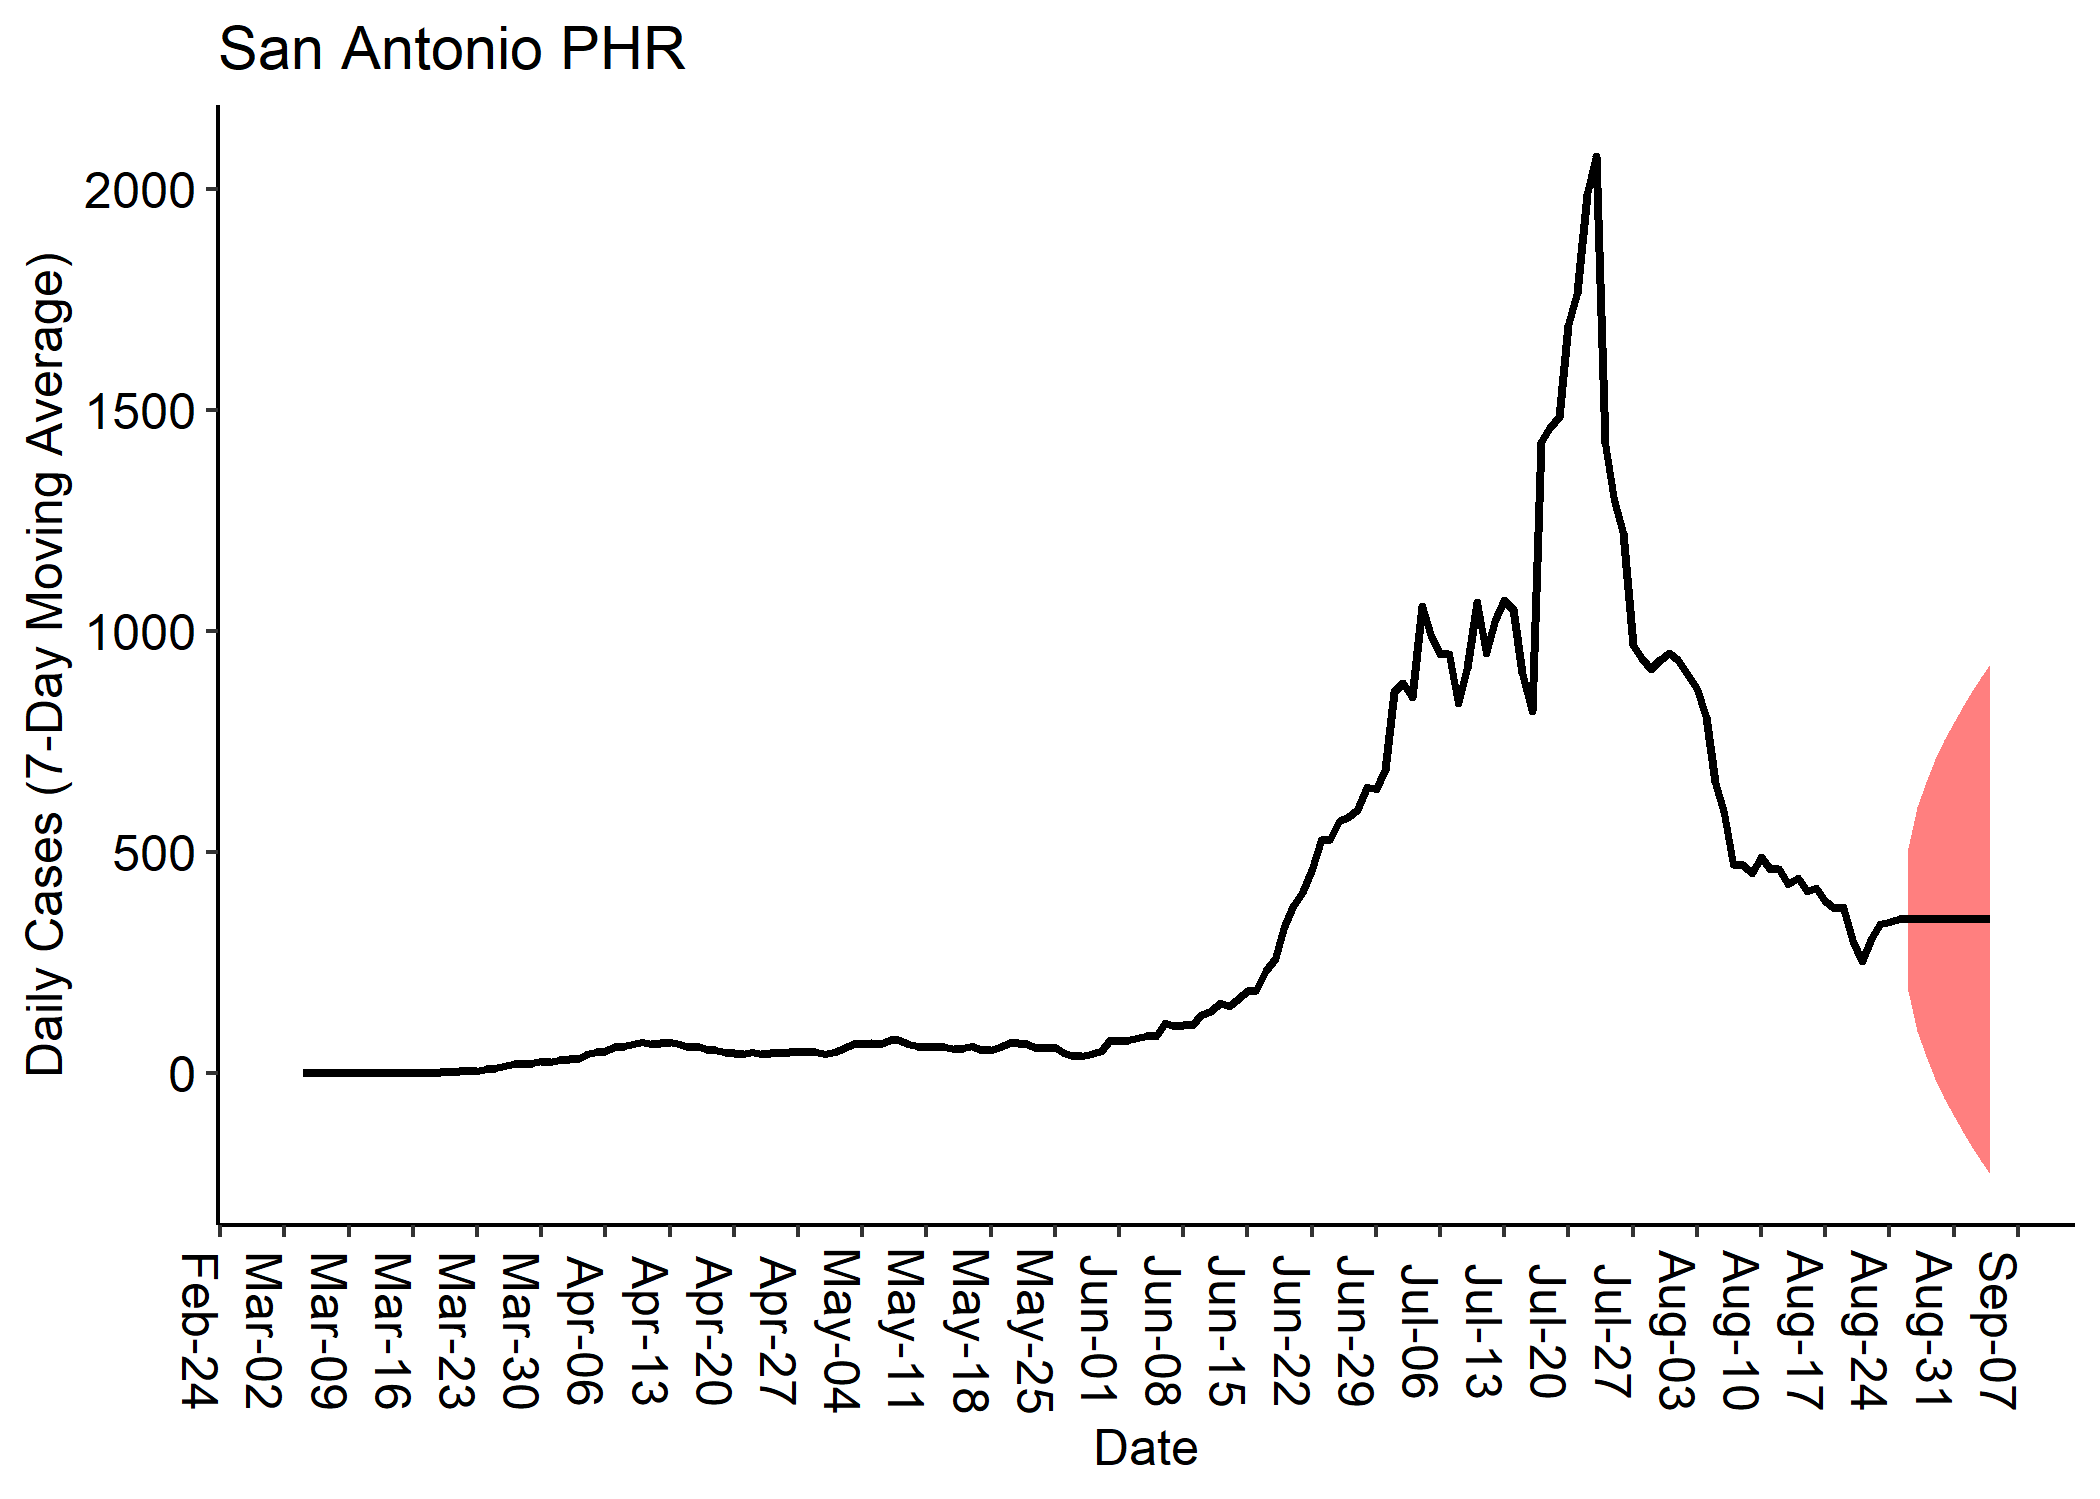 San Antonio PHR
Daily Cases (7-Day Moving Average)
2000
1500
1000
500
0
Feb-24
Mar-02
Mar-09
Mar-16
Mar-23
Mar-30
Apr-06
Apr-13
Apr-20
Apr-27
May-04
May-11
May-18
May-25
Jun-01
Jun-08
Jun-15
Jun-22
Jun-29
Jul-06
Jul-13
Jul-20
Jul-27
Aug-03
Aug-10
Aug-17
Aug-24
Aug-31
Sep-07
Date